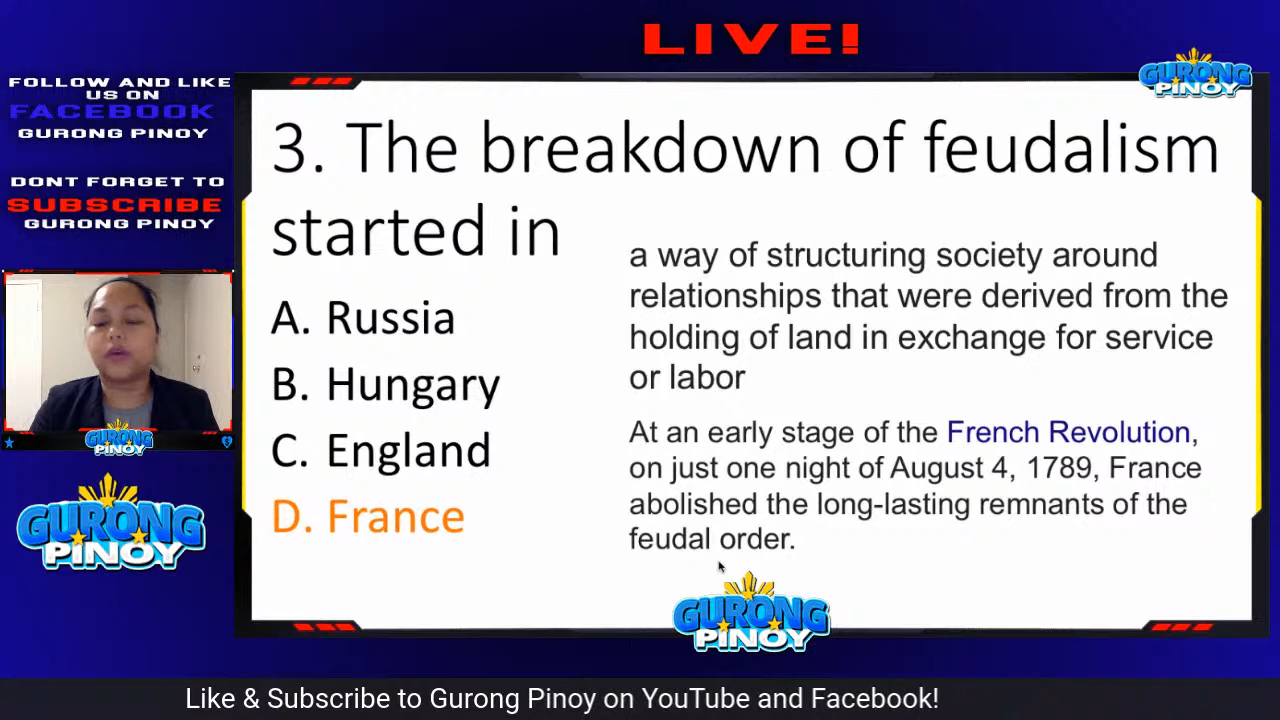 LIVE!
GURONG
PINOY
FOLLOW AND LIKE
US ON
FACEBOOK
GURONG PINOY
DONT FORGET TO
SUBSCRIBE
GURONG PINOY
GURONG
PINOY
GURONG
PINOY
3. The breakdown of feudalism
started in
A. Russia
B. Hungary
C. England
D. France
a way of structuring society around
relationships that were derived from the
holding of land in exchange for service
or labor
At an early stage of the French Revolution,
on just one night of August 4, 1789, France
abolished the long-lasting remnants of the
feudal order.
GURONG
PINOY
Like & Subscribe to Gurong Pinoy on YouTube and Facebook!